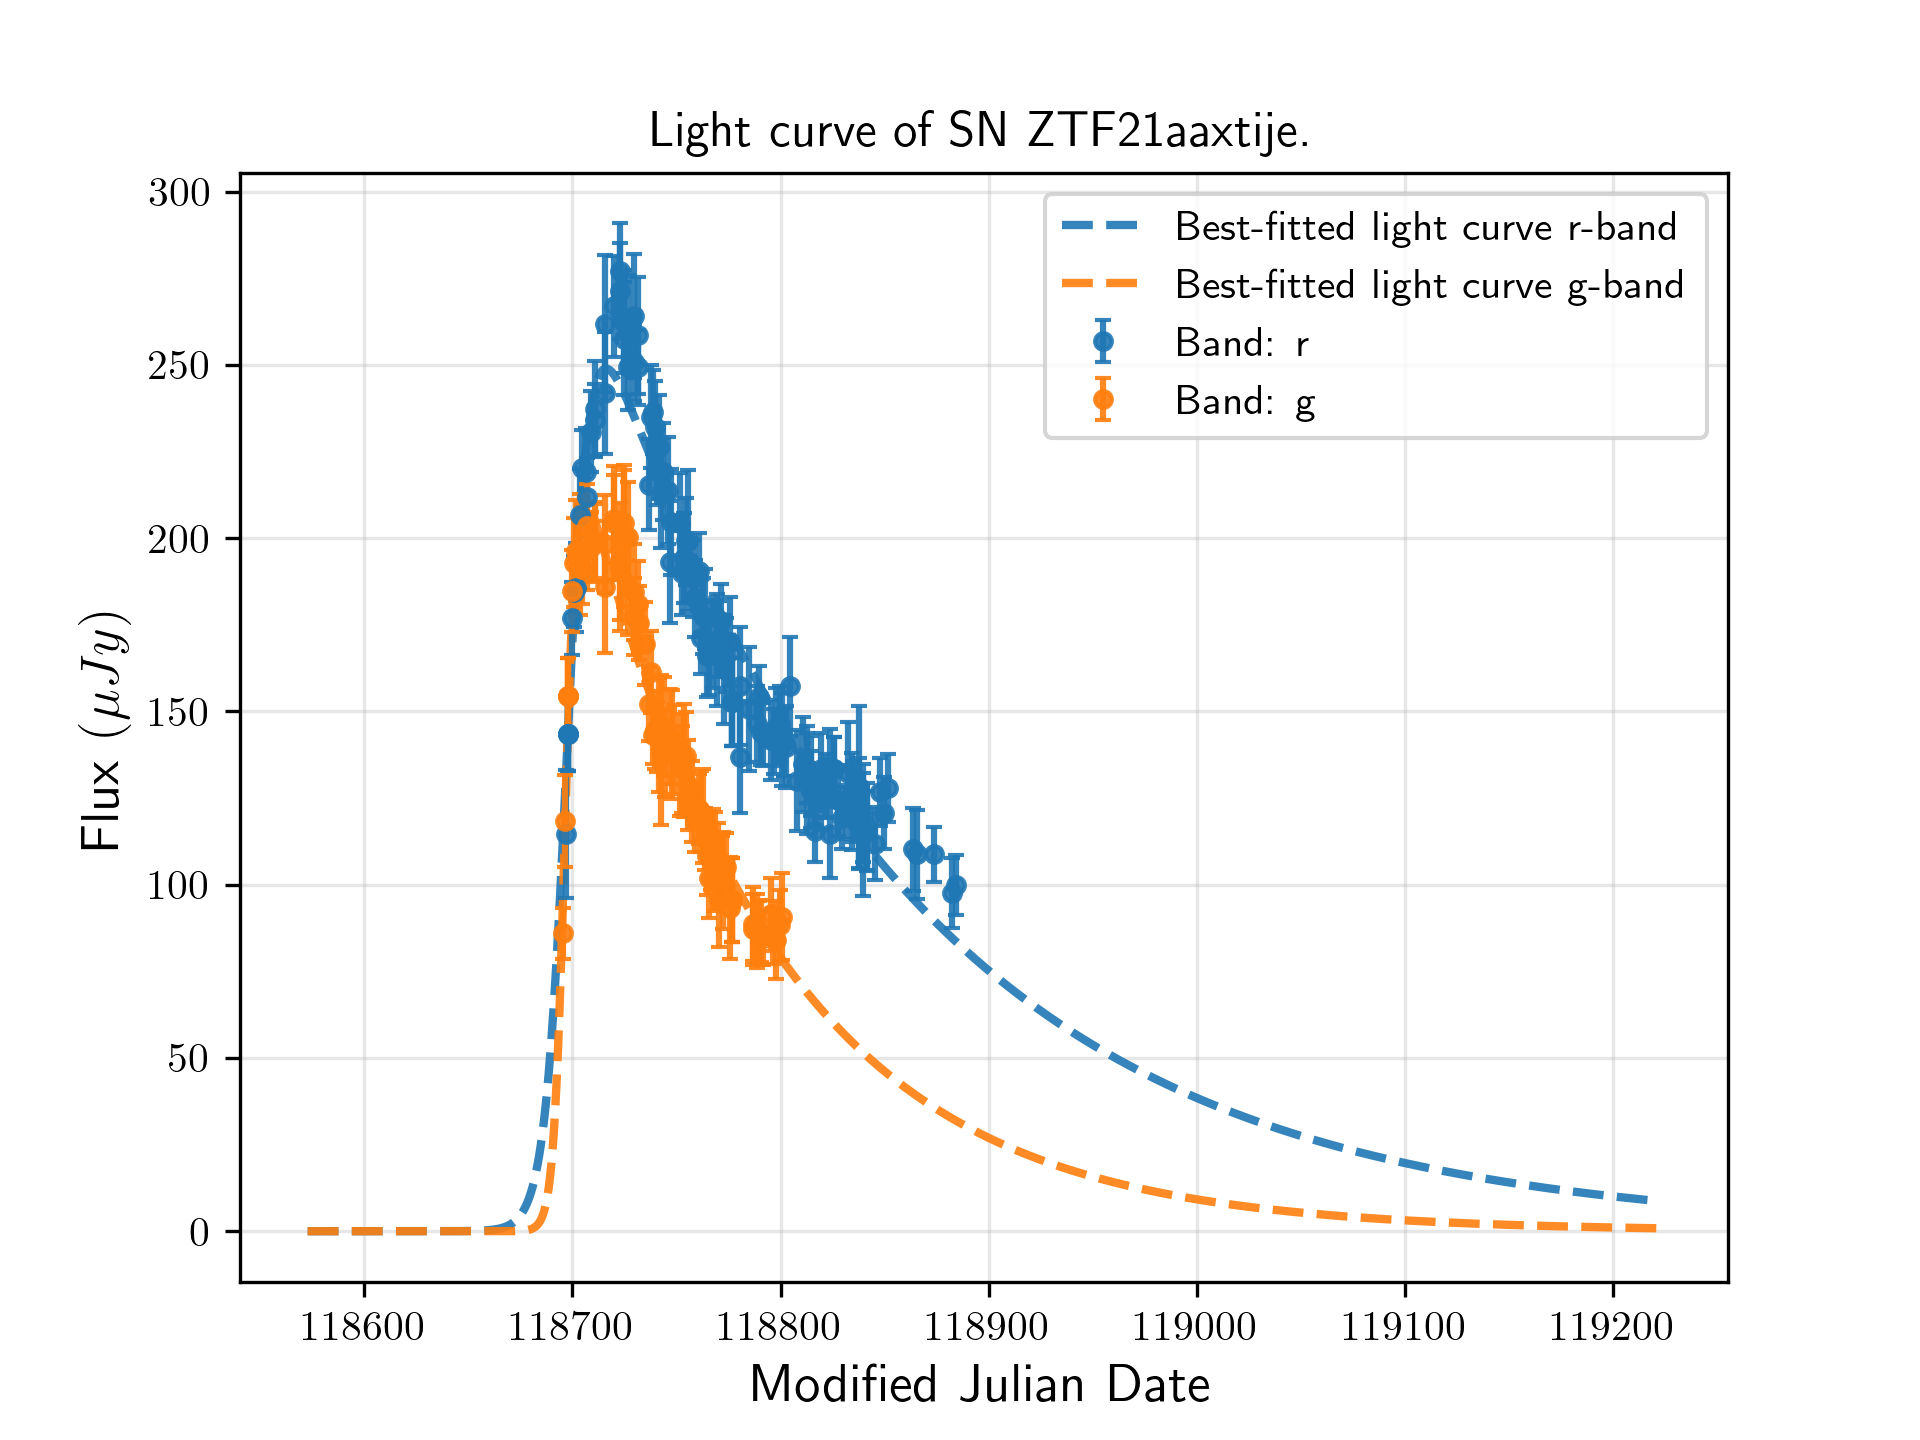 Light curve of SN ZTF21aaxtije.
300
250
200
150
100
50
0
Flux (μJy)
Best-fitted light curve r-band
Best-fitted light curve g-band
Band: r
Band: g
118600 118700 118800 118900 119000 119100 119200
Modified Julian Date